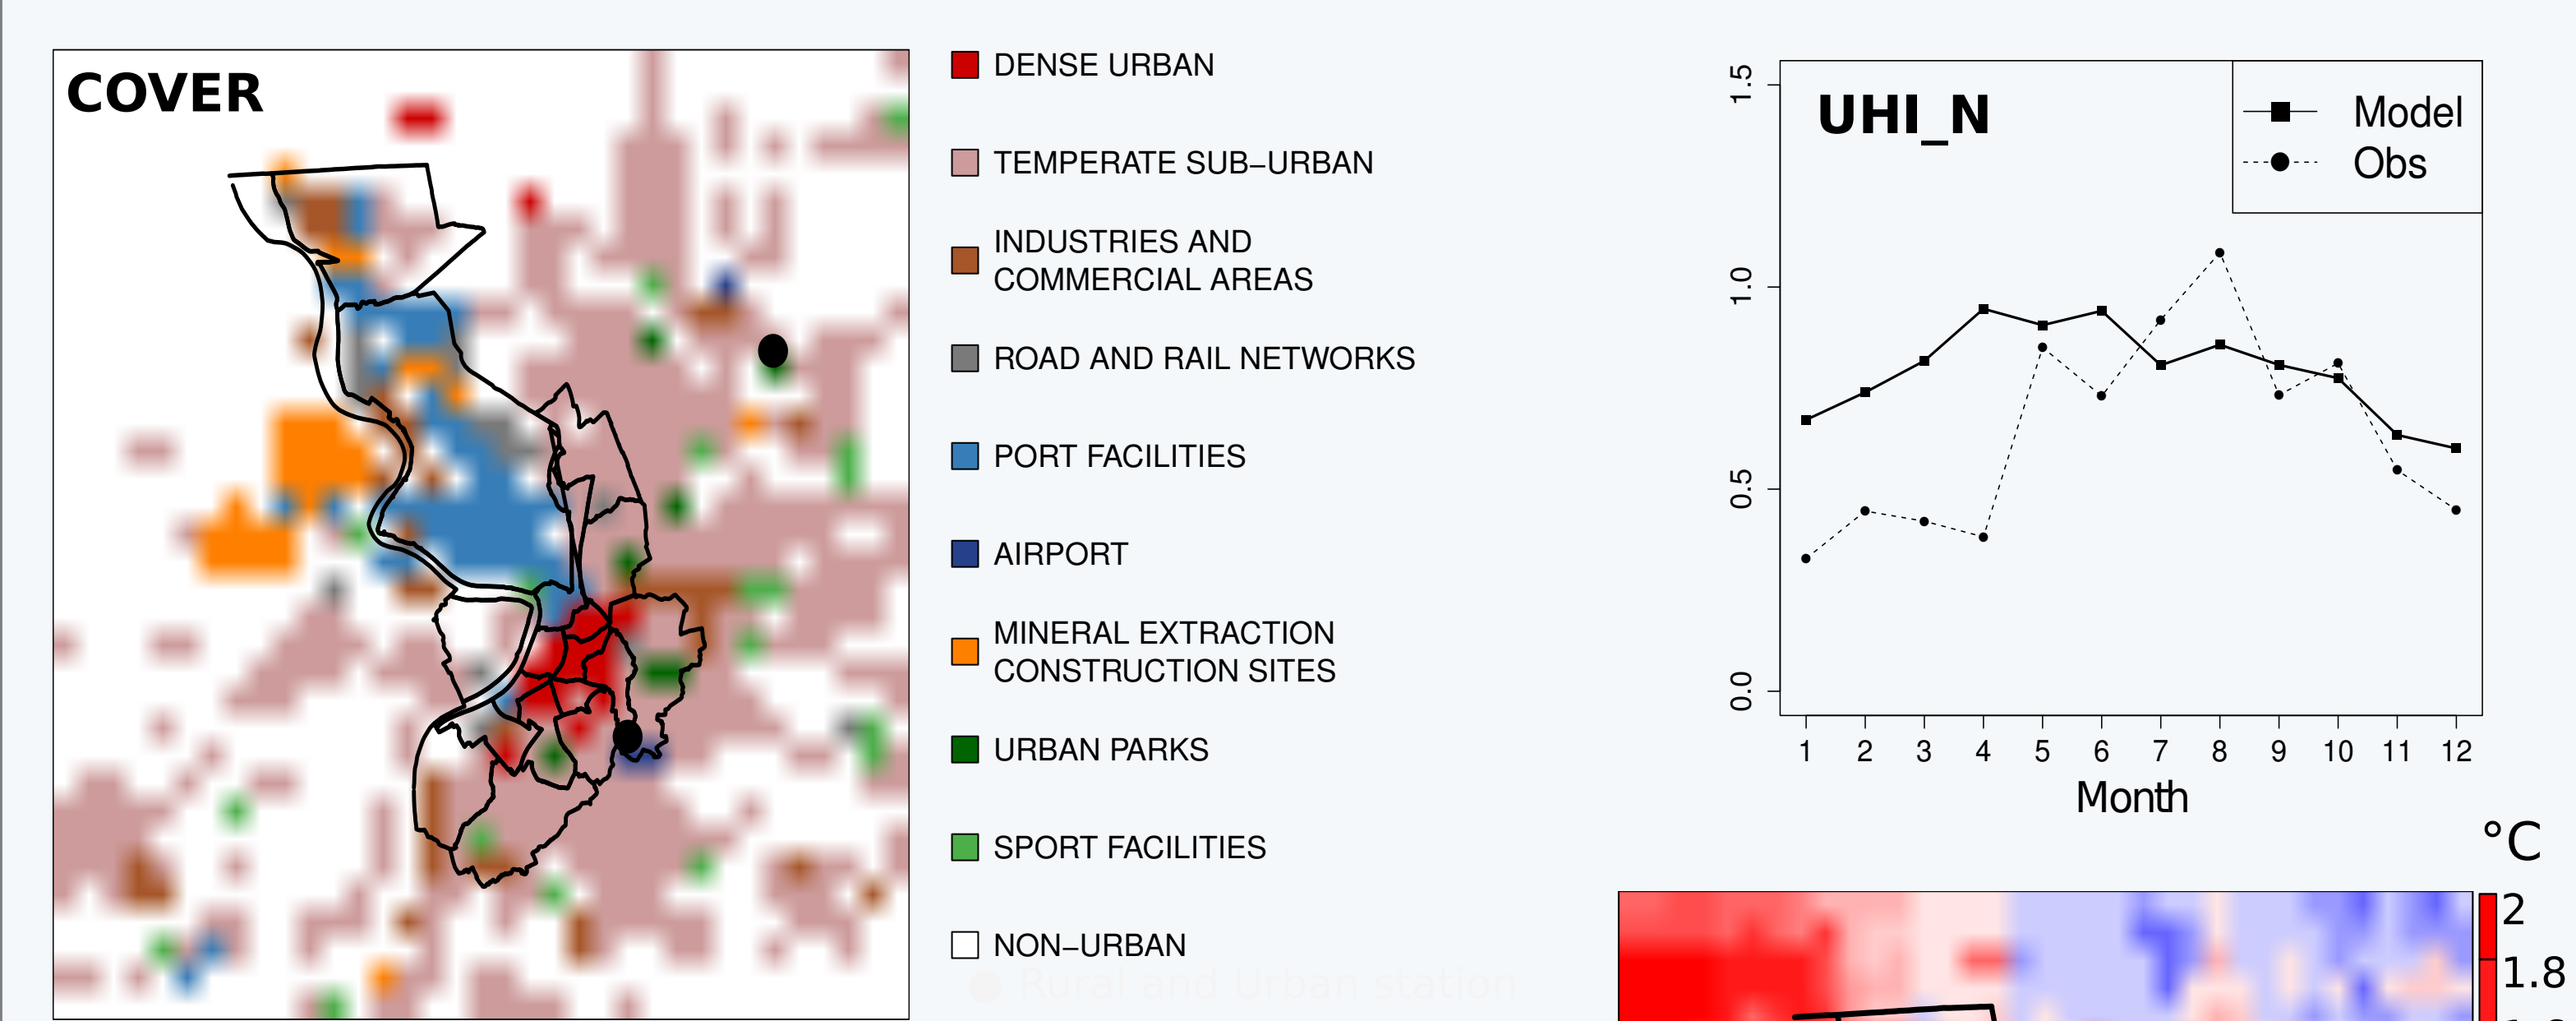 COVER
DENSE URBAN
TEMPERATE SUB–URBAN
INDUSTRIES AND
COMMERCIAL AREAS
ROAD AND RAIL NETWORKS
PORT FACILITIES
AIRPORT
MINERAL EXTRACTION
CONSTRUCTION SITES
URBAN PARKS
SPORT FACILITIES
NON–URBAN
Rural and Urban station
UHI_N
Model
Obs
1.5
1.0
0.5
0.0
1 2 3 4 5 6 7 8 9 10 11 12
Month
°C
2
1.8